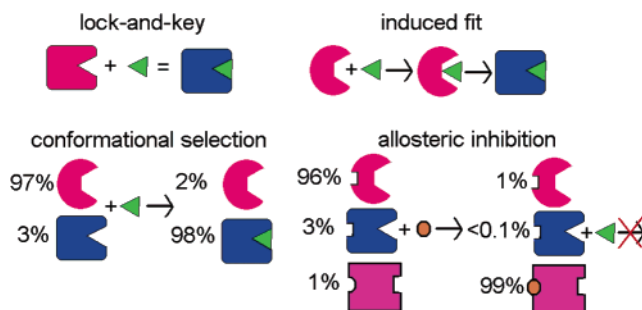 lock-and-key
+ =
induced fit
+
conformational selection
97% + 2%
3% 98%
allosteric inhibition
96% 1%
3% + <0.1% +
1% 99%